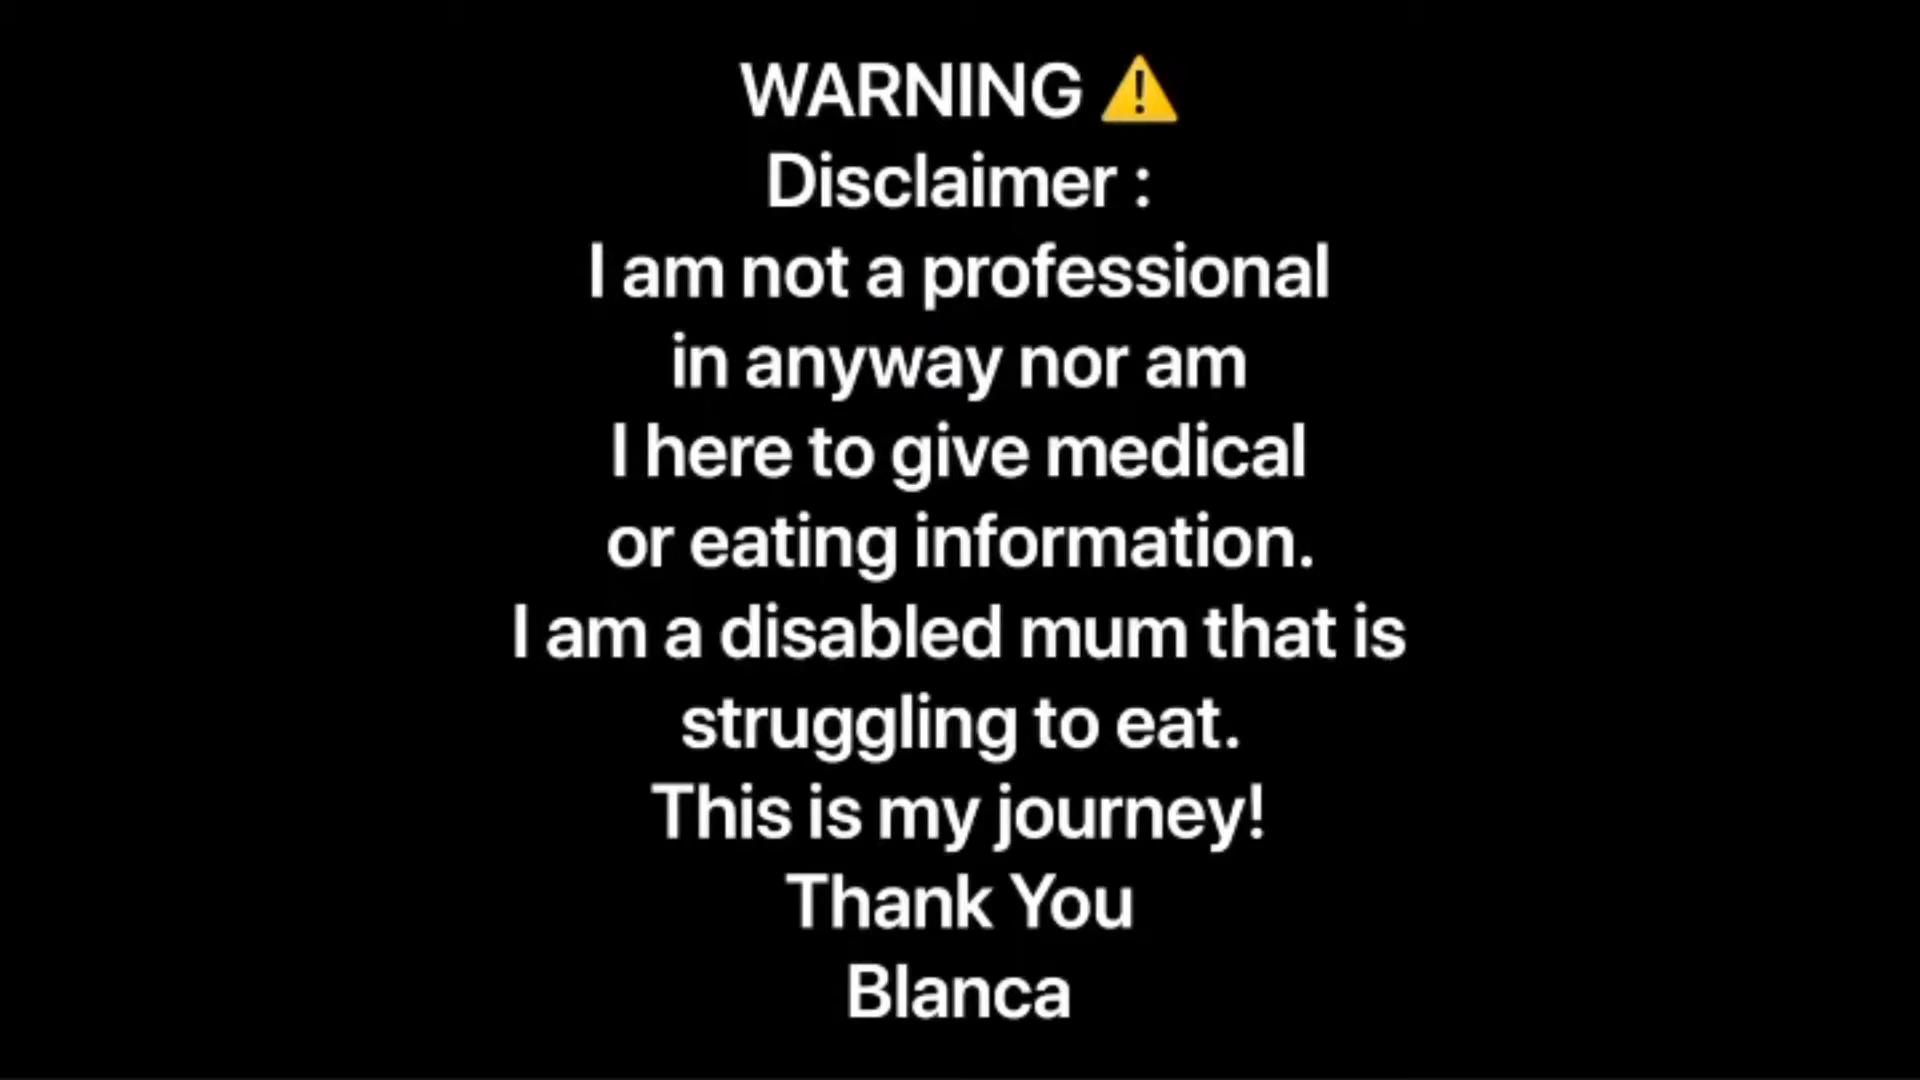 WARNING ⚠️
Disclaimer :
I am not a professional
in anyway nor am
I here to give medical
or eating information.
I am a disabled mum that is
struggling to eat.
This is my journey!
Thank You
Blanca